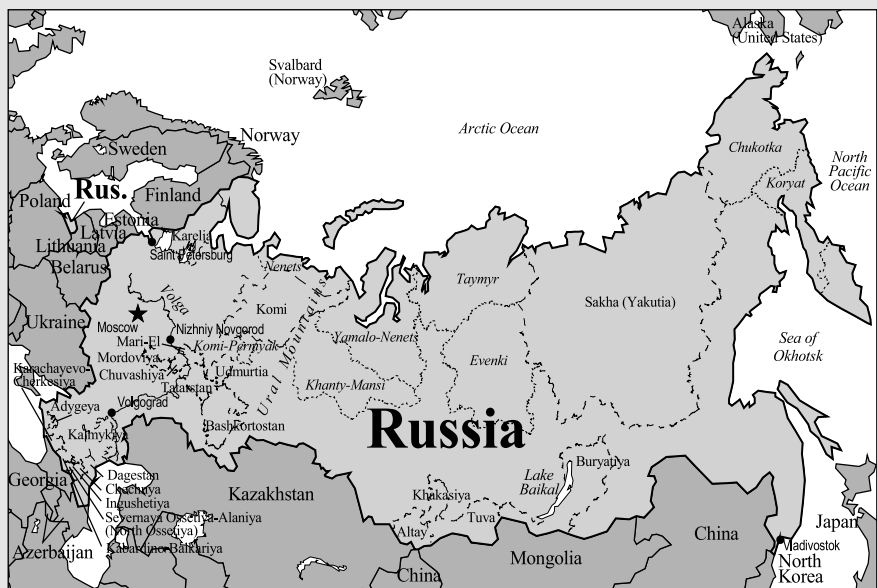 Alaska
(United States)
Svalbard
(Norway)
Arctic Ocean
Norway
Sweden
Chukotka
North
Pacific
Ocean
Koryat
Rus.
Finland
Poland
Estonia
Latvia
Karelia
Lithuania
Saint Petersburg
Belarus
Nenets
Taymyr
Volga
Komi
Ural Mountains
Sakha (Yakutia)
Moscow
Ukraine
Nizhniy Novgorod
Mari-El
Komi-Permyak
Yamalo-Nenets
Sea of
Okhotsk
Mordoviya
Evenki
Karachayevo-
Cherkesiya
Chuvashiya
Udmurtia
Khanty-Mansi
Tatarstan
Adygeya
Volgograd
Russia
Bashkortostan
Kalmykiya
Buryatiya
Lake
Baikal
Georgia
Dagestan
Chechnya
Ingushetiya
Severnaya Ossetiya-Alaniya
(North Ossetiya)
Kabardino-Balkariya
Kazakhstan
Khakasiya
Tuva
Altay
China
Japan
Azerbaijan
Mongolia
Vladivostok
North
Korea
China